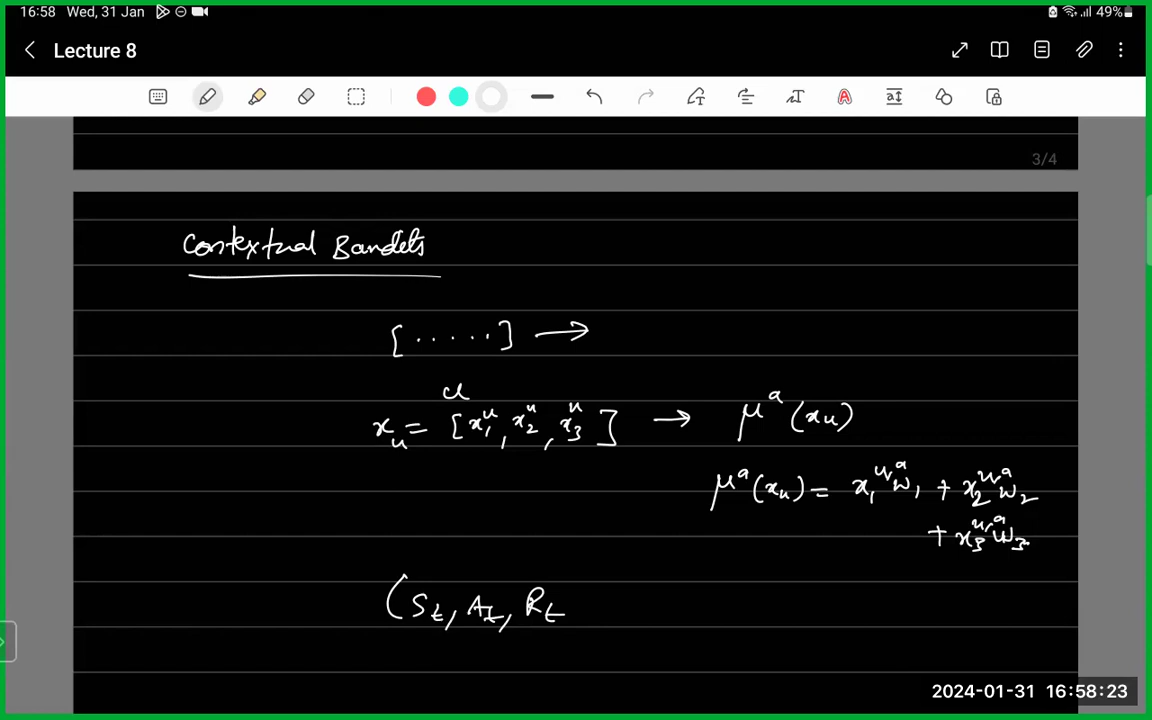 16:58 Wed, 31 Jan 49%
Lecture 8
3/4
Contextual Bandits
[.....] →
u
x_u = [x_1^u, x_2^u, x_3^u] → μ^a(x_u)
μ^a(x_u) = x_1^u w_1^a + x_2^u w_2^a
+ x_3^u w_3^a
(S_t, A_t, R_t
2024-01-31 16:58:23